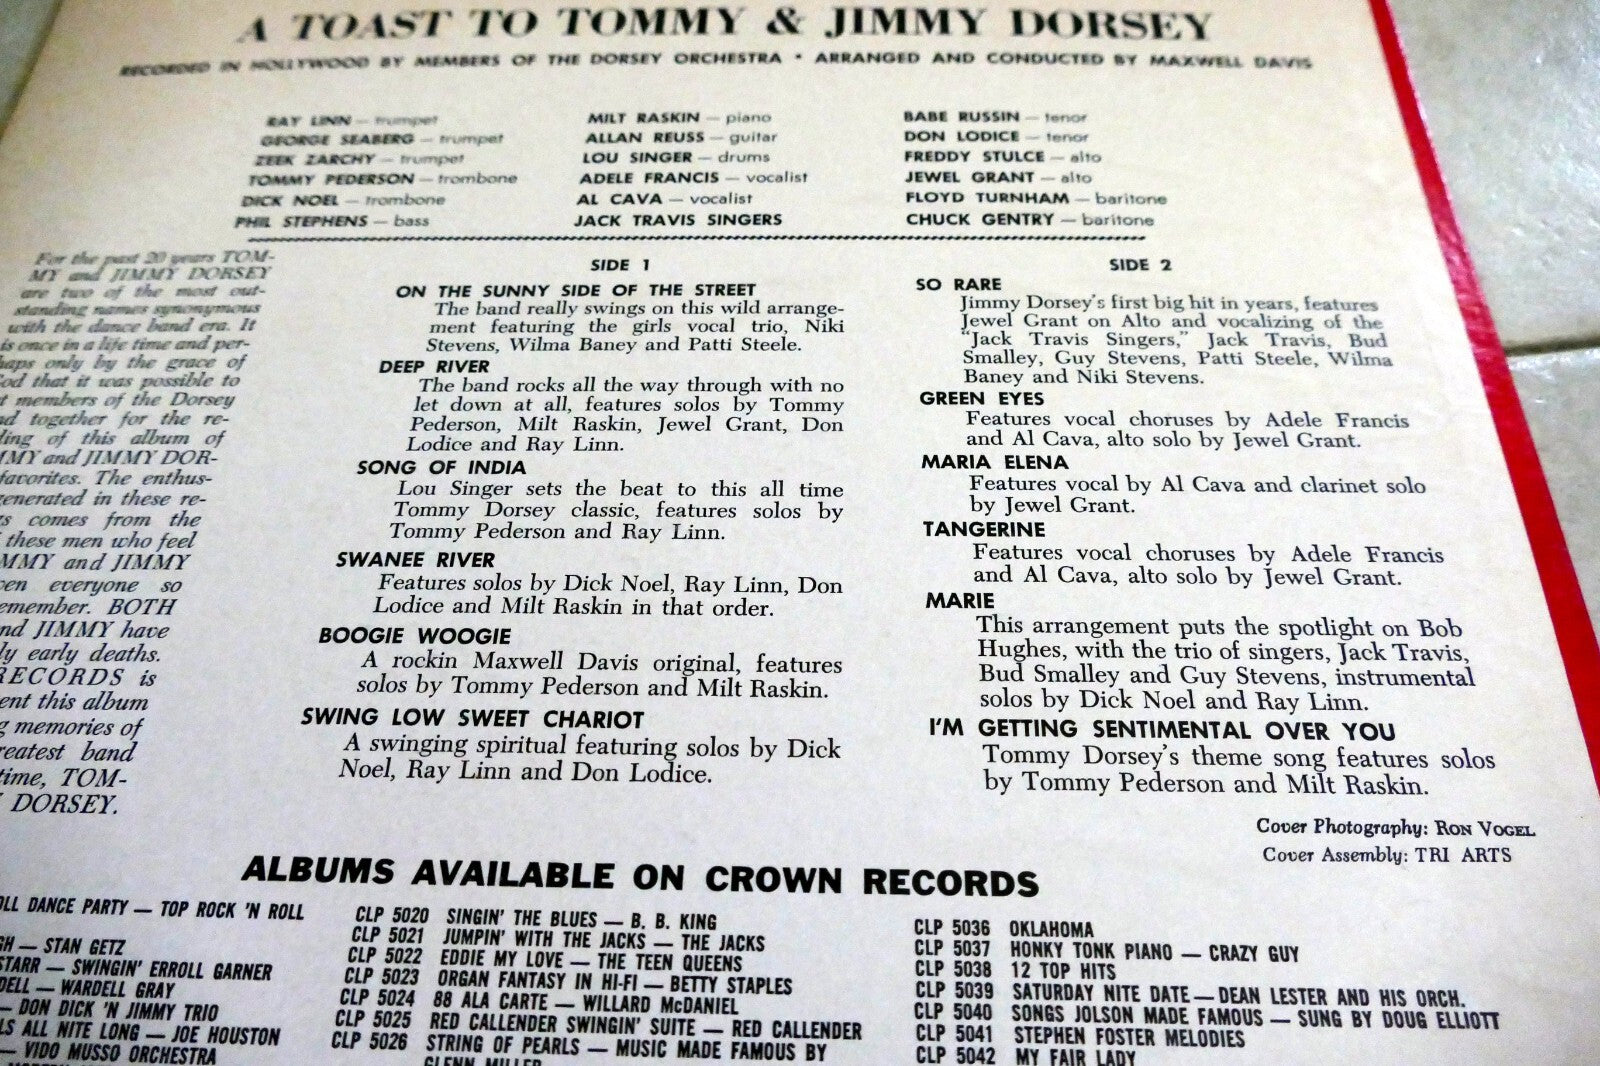 A TOAST TO TOMMY & JIMMY DORSEY
RECORDED IN HOLLYWOOD BY MEMBERS OF THE DORSEY ORCHESTRA • ARRANGED AND CONDUCTED BY MAXWELL DAVIS
RAY LINN — trumpet
GEORGE SEABERG — trumpet
ZEEK ZARCHY — trumpet
TOMMY PEDERSON — trombone
DICK NOEL — trombone
PHIL STEPHENS — bass
MILT RASKIN — piano
ALLAN REUSS — guitar
LOU SINGER — drums
ADELE FRANCIS — vocalist
AL CAVA — vocalist
JACK TRAVIS SINGERS
BABE RUSSIN — tenor
DON LODICE — tenor
FREDDY STULCE — alto
JEWEL GRANT — alto
FLOYD TURNHAM — baritone
CHUCK GENTRY — baritone
For the past 20 years TOM-
MY and JIMMY DORSEY
are two of the most out-
standing names synonymous
with the dance band era. It
is once in a life time and per-
haps only by the grace of
God that it was possible to
members of the Dorsey
together for the re-
of this album of
and JIMMY DOR-
favorites. The enthus-
generated in these re-
comes from the
these men who feel
and JIMMY
everyone so
remember. BOTH
and JIMMY have
early deaths.
RECORDS is
this album
memories of
greatest band
time, TOM-
DORSEY.
SIDE 1
ON THE SUNNY SIDE OF THE STREET
The band really swings on this wild arrange-
ment featuring the girls vocal trio, Niki
Stevens, Wilma Baney and Patti Steele.
DEEP RIVER
The band rocks all the way through with no
let down at all, features solos by Tommy
Pederson, Milt Raskin, Jewel Grant, Don
Lodice and Ray Linn.
SONG OF INDIA
Lou Singer sets the beat to this all time
Tommy Dorsey classic, features solos by
Tommy Pederson and Ray Linn.
SWANEE RIVER
Features solos by Dick Noel, Ray Linn, Don
Lodice and Milt Raskin in that order.
BOOGIE WOOGIE
A rockin Maxwell Davis original, features
solos by Tommy Pederson and Milt Raskin.
SWING LOW SWEET CHARIOT
A swinging spiritual featuring solos by Dick
Noel, Ray Linn and Don Lodice.
SIDE 2
SO RARE
Jimmy Dorsey's first big hit in years, features
Jewel Grant on Alto and vocalizing of the
"Jack Travis Singers," Jack Travis, Bud
Smalley, Guy Stevens, Patti Steele, Wilma
Baney and Niki Stevens.
GREEN EYES
Features vocal choruses by Adele Francis
and Al Cava, alto solo by Jewel Grant.
MARIA ELENA
Features vocal by Al Cava and clarinet solo
by Jewel Grant.
TANGERINE
Features vocal choruses by Adele Francis
and Al Cava, alto solo by Jewel Grant.
MARIE
This arrangement puts the spotlight on Bob
Hughes, with the trio of singers, Jack Travis,
Bud Smalley and Guy Stevens, instrumental
solos by Dick Noel and Ray Linn.
I'M GETTING SENTIMENTAL OVER YOU
Tommy Dorsey's theme song features solos
by Tommy Pederson and Milt Raskin.
Cover Photography: RON VOGEL
Cover Assembly: TRI ARTS
ALBUMS AVAILABLE ON CROWN RECORDS
DANCE PARTY — TOP ROCK 'N ROLL
— STAN GETZ
STARR — SWINGIN' ERROLL GARNER
— WARDELL GRAY
— DON DICK 'N JIMMY TRIO
ALL NITE LONG — JOE HOUSTON
— VIDO MUSSO ORCHESTRA
CLP 5020 SINGIN' THE BLUES — B. B. KING
CLP 5021 JUMPIN' WITH THE JACKS — THE JACKS
CLP 5022 EDDIE MY LOVE — THE TEEN QUEENS
CLP 5023 ORGAN FANTASY IN HI-FI — BETTY STAPLES
CLP 5024 88 ALA CARTE — WILLARD McDANIEL
CLP 5025 RED CALLENDER SWINGIN' SUITE — RED CALLENDER
CLP 5026 STRING OF PEARLS — MUSIC MADE FAMOUS BY
GLENN MILLER
CLP 5036 OKLAHOMA
CLP 5037 HONKY TONK PIANO — CRAZY GUY
CLP 5038 12 TOP HITS
CLP 5039 SATURDAY NITE DATE — DEAN LESTER AND HIS ORCH.
CLP 5040 SONGS JOLSON MADE FAMOUS — SUNG BY DOUG ELLIOTT
CLP 5041 STEPHEN FOSTER MELODIES
CLP 5042 MY FAIR LADY